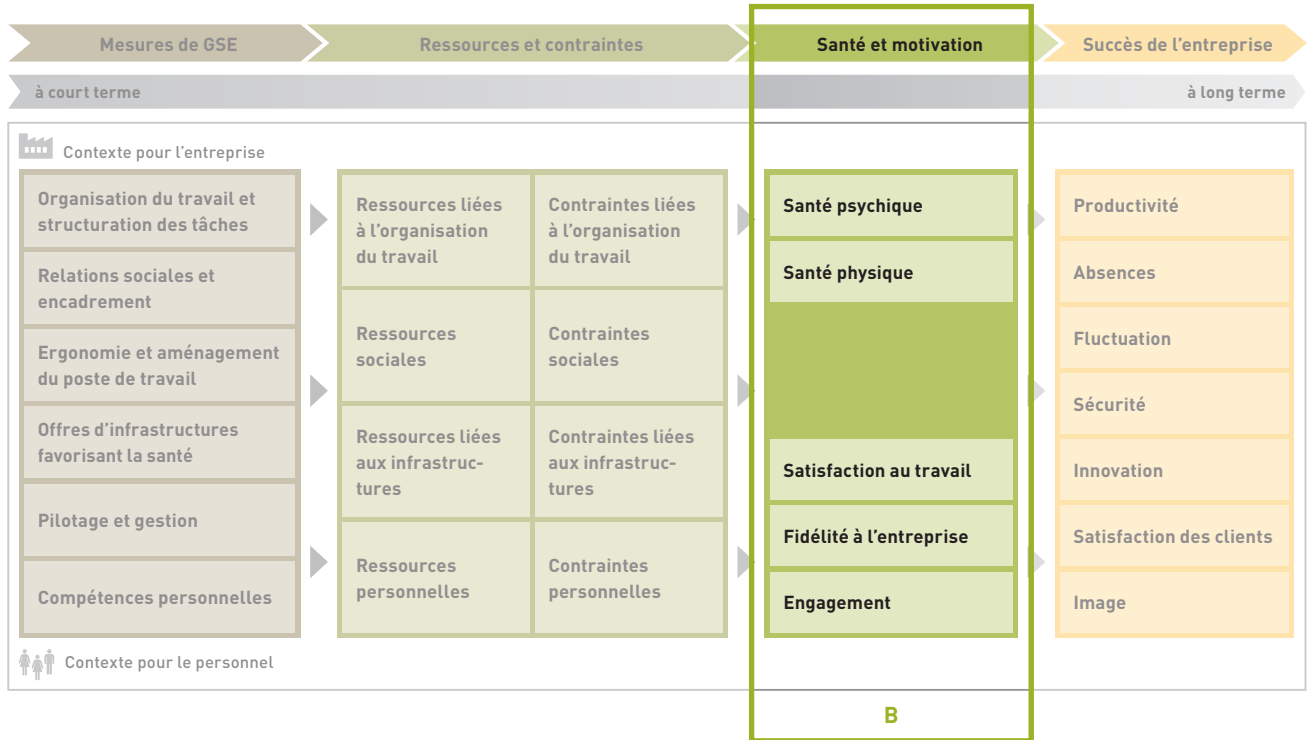 Mesures de GSE
Ressources et contraintes
Santé et motivation
Succès de l'entreprise
à court terme
à long terme
Contexte pour l'entreprise
Organisation du travail et
structuration des tâches
Relations sociales et
encadrement
Ergonomie et aménagement
du poste de travail
Offres d'infrastructures
favorisant la santé
Pilotage et gestion
Compétences personnelles
Ressources liées
à l'organisation
du travail
Contraintes liées
à l'organisation
du travail
Ressources
sociales
Contraintes
sociales
Ressources liées
aux infrastruc-
tures
Contraintes liées
aux infrastruc-
tures
Ressources
personnelles
Contraintes
personnelles
Santé psychique
Santé physique
Satisfaction au travail
Fidélité à l'entreprise
Engagement
Productivité
Absences
Fluctuation
Sécurité
Innovation
Satisfaction des clients
Image
Contexte pour le personnel
B